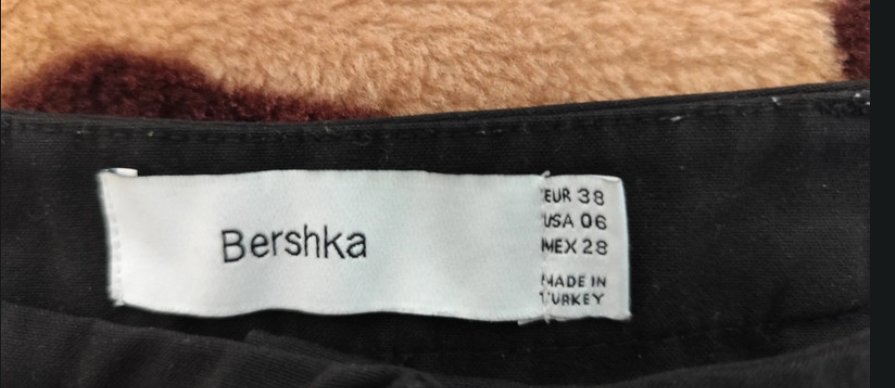 Bershka
EUR 38
USA 06
MEX 28
MADE IN
TURKEY